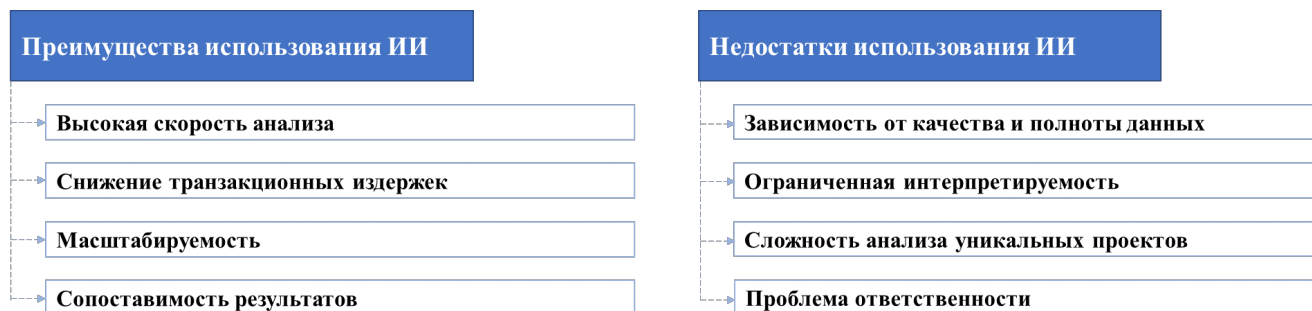 Преимущества использования ИИ
Высокая скорость анализа
Снижение транзакционных издержек
Масштабируемость
Сопоставимость результатов
Недостатки использования ИИ
Зависимость от качества и полноты данных
Ограниченная интерпретируемость
Сложность анализа уникальных проектов
Проблема ответственности